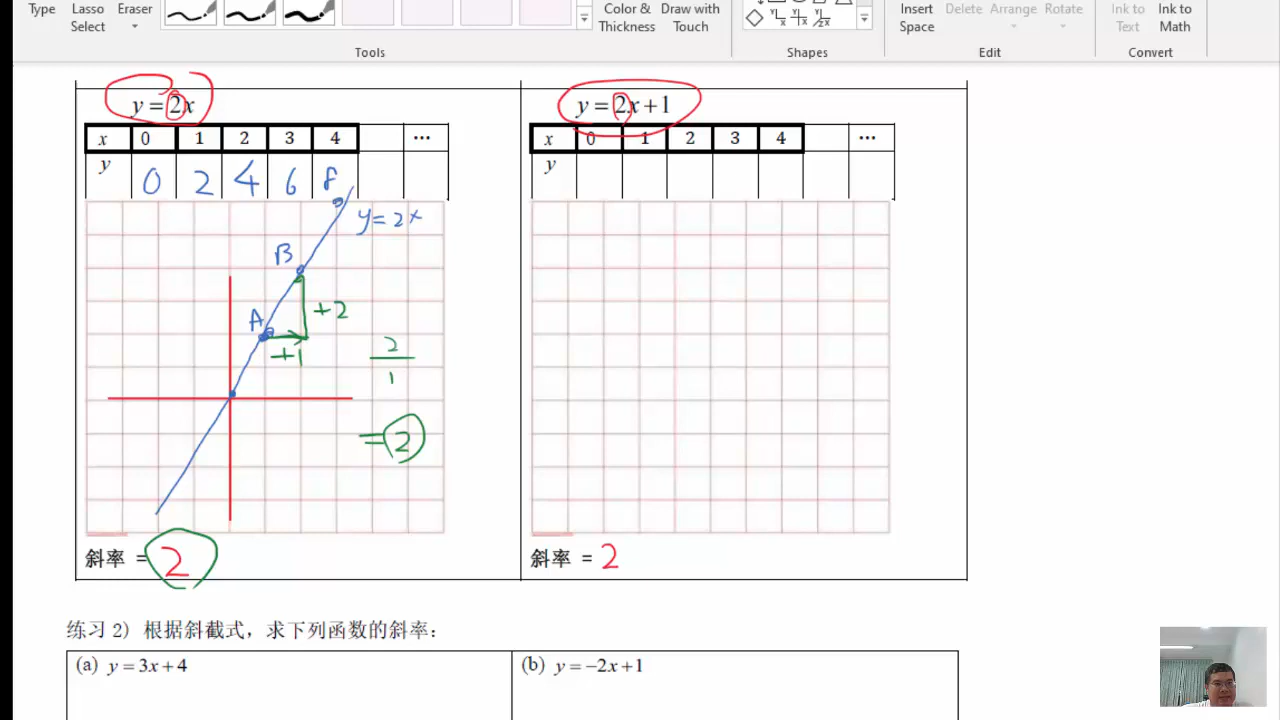 Type Lasso Select Eraser Color & Thickness Draw with Touch Insert Space Delete Arrange Rotate Ink to Text Ink to Math
Tools Shapes Edit Convert
y = 2x
x 0 1 2 3 4 ...
y 0 2 4 6 8
y = 2x
B
A
+2
+1
2
1
= 2
斜率 = 2
y = 2x + 1
x 0 1 2 3 4 ...
y
斜率 = 2
练习 2) 根据斜截式，求下列函数的斜率：
(a) y = 3x + 4
(b) y = −2x + 1